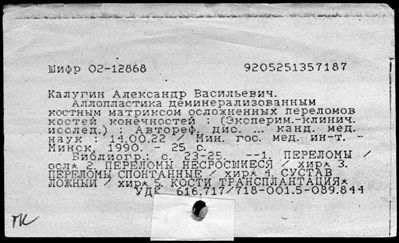 Шифр 02-12868 9205251357187
Калугин Александр Васильевич.
Аллопластика деминерализованным
костным матриксом осложненных переломов
костей конечностей : (Эксперим.-клинич.
исслед.) : Автореф. дис. ... канд. мед.
наук : 14.00.22 / Мин. гос. мед. ин-т. -
Минск, 1990. - 25 с.
Библиогр.: с. 23-25. --1. ПЕРЕЛОМЫ /
осл* 2. ПЕРЕЛОМЫ НЕСРОСШИЕСЯ / хир* 3.
ПЕРЕЛОМЫ СПОНТАННЫЕ / хир* 4. СУСТАВ
ЛОЖНЫЙ / хир* 5. КОСТИ ТРАНСПЛАНТАЦИЯ*
УДК 616.717/718-001.5-089.844